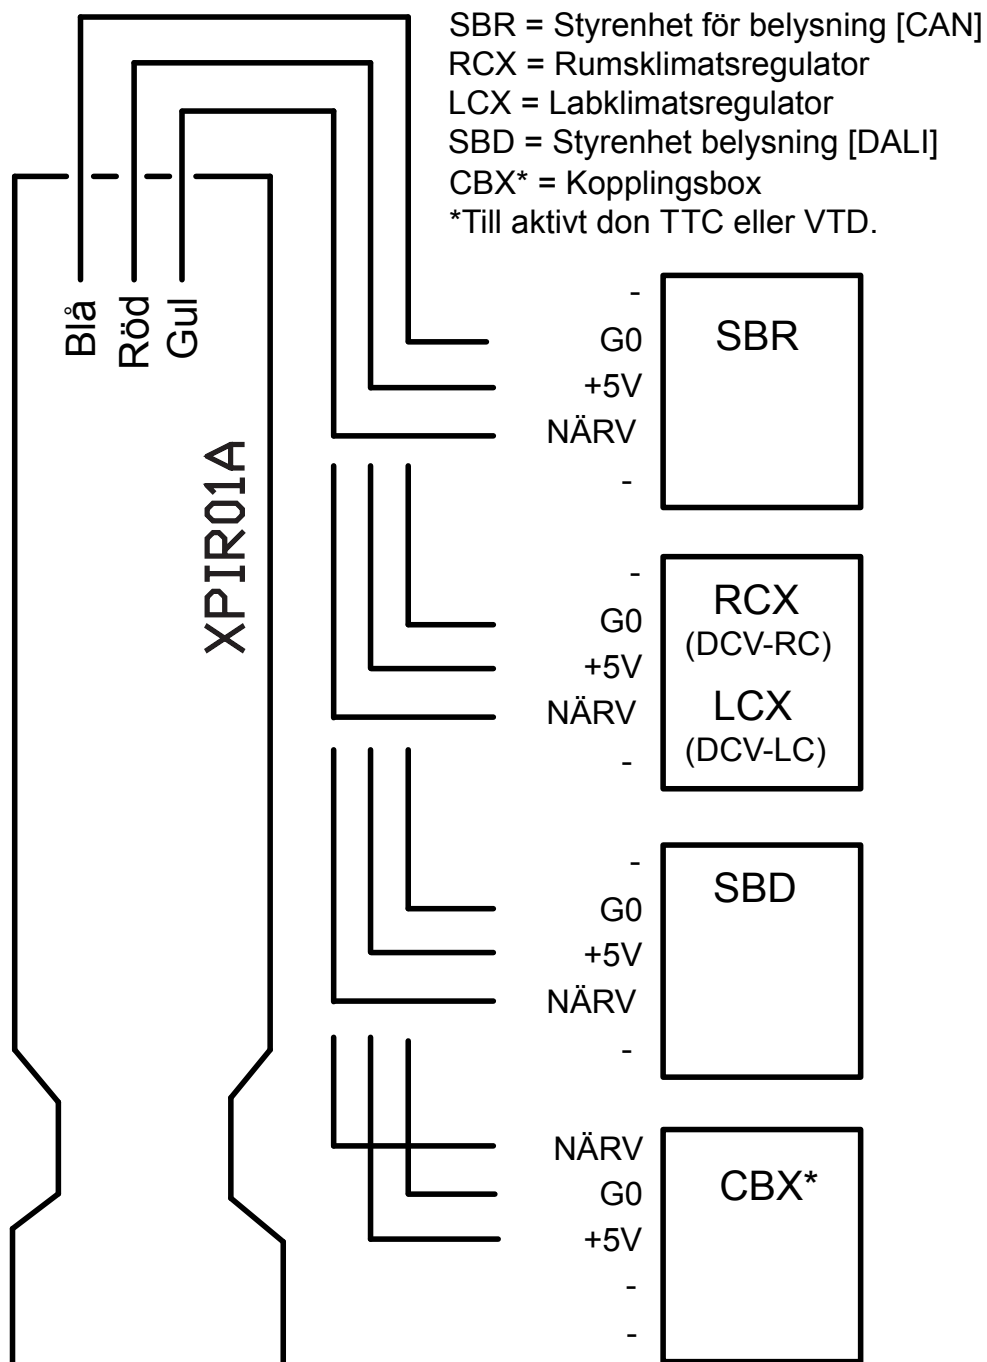 SBR = Styrenhet för belysning [CAN]
RCX = Rumsklimatsregulator
LCX = Labklimatsregulator
SBD = Styrenhet belysning [DALI]
CBX* = Kopplingsbox
*Till aktivt don TTC eller VTD.
Blå
Röd
Gul
XPIR01A
-
G0
+5V
NÄRV
-
SBR
-
G0
+5V
NÄRV
-
RCX
(DCV-RC)
LCX
(DCV-LC)
-
G0
+5V
NÄRV
-
SBD
NÄRV
G0
+5V
-
-
CBX*